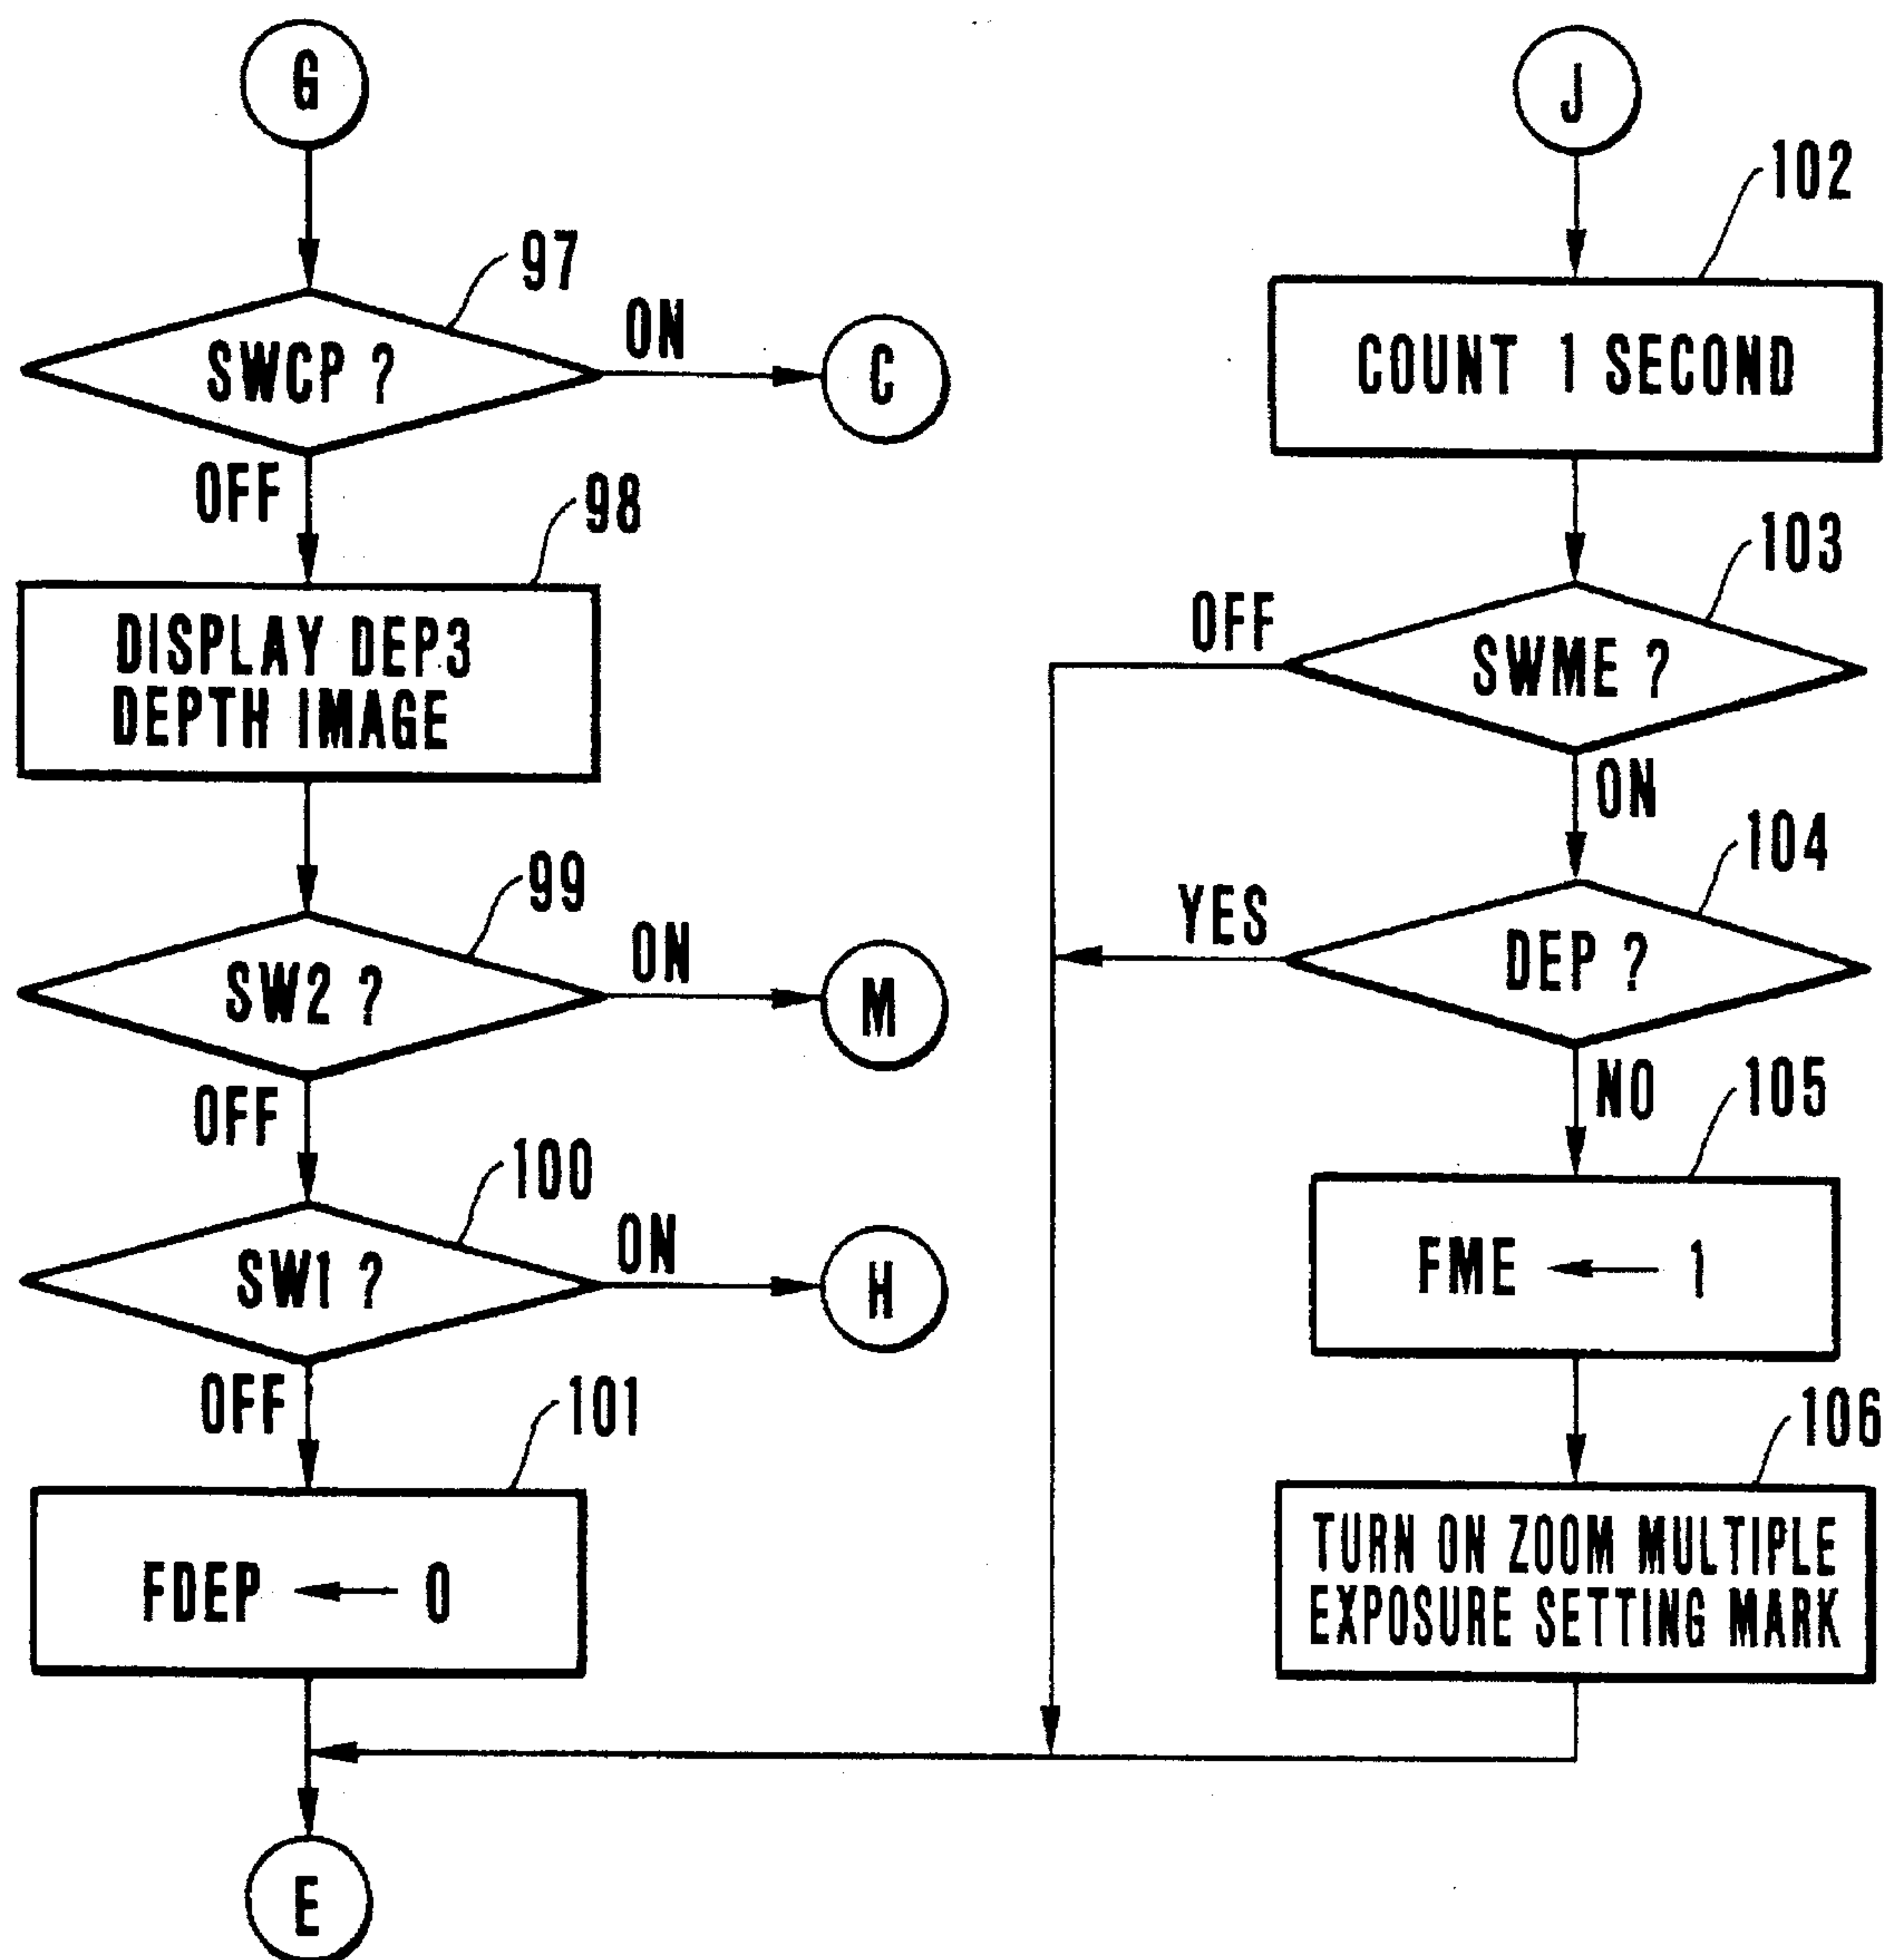 G
97
SWCP ?
ON
C
OFF
98
DISPLAY DEP3
DEPTH IMAGE
99
SW2 ?
ON
M
OFF
100
SW1 ?
ON
H
OFF
101
FDEP ← 0
E
J
102
COUNT 1 SECOND
103
OFF
SWME ?
ON
104
YES
DEP ?
NO
105
FME ← 1
106
TURN ON ZOOM MULTIPLE
EXPOSURE SETTING MARK